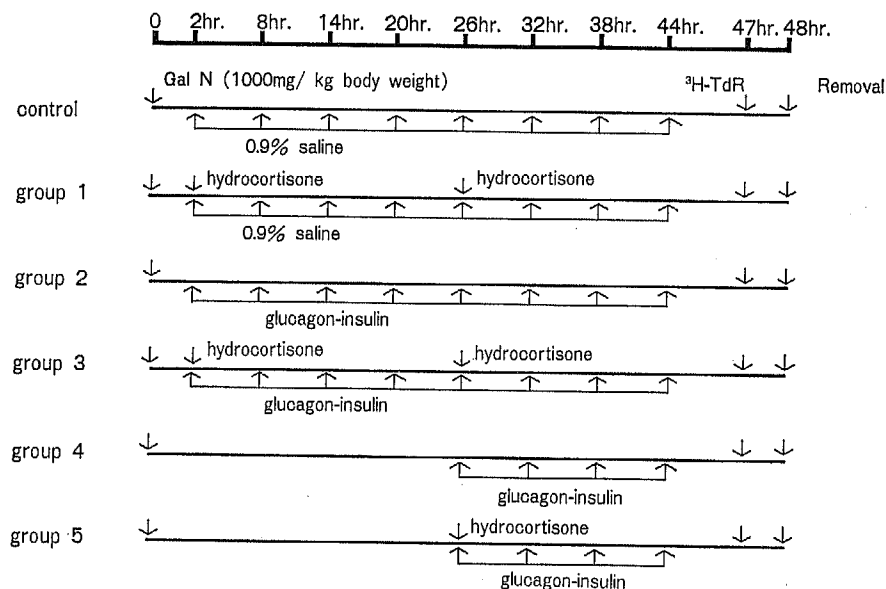 0 2hr. 8hr. 14hr. 20hr. 26hr. 32hr. 38hr. 44hr. 47hr. 48hr.
Gal N (1000mg/ kg body weight) ³H-TdR Removal
control
0.9% saline
hydrocortisone hydrocortisone
group 1
0.9% saline
group 2
glucagon-insulin
hydrocortisone hydrocortisone
group 3
glucagon-insulin
group 4
glucagon-insulin
hydrocortisone
group 5
glucagon-insulin